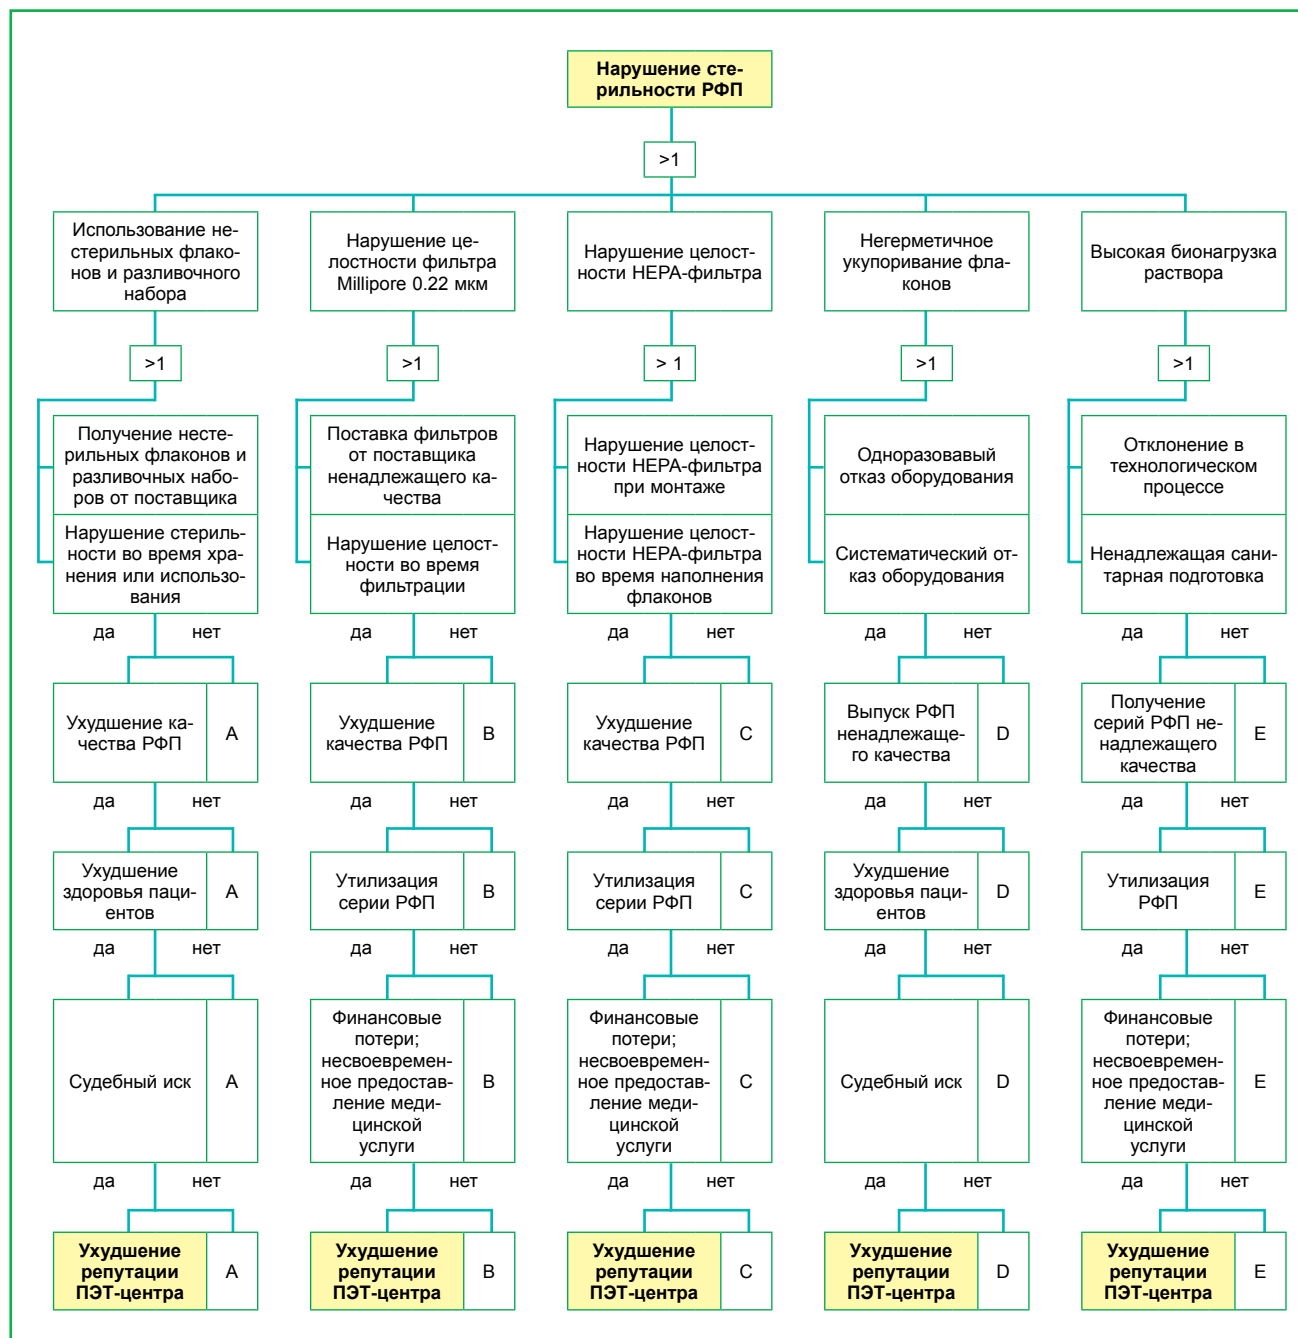 Нарушение сте-
рильности РФП
>1
Использование не-
стерильных флако-
нов и разливочного
набора
Нарушение це-
лостности фильтра
Millipore 0.22 мкм
Нарушение целост-
ности HEPA-фильтра
Негерметичное
укупоривание фла-
конов
Высокая бионагрузка
раствора
>1
>1
> 1
>1
>1
Получение несте-
рильных флаконов и
разливочных набо-
ров от поставщика
Поставка фильтров
от поставщика
ненадлежащего ка-
чества
Нарушение целост-
ности HEPA-фильтра
при монтаже
Одноразовавый
отказ оборудования
Отклонение в
технологическом
процессе
Нарушение стериль-
ности во время хра-
нения или использо-
вания
Нарушение целост-
ности во время
фильтрации
Нарушение целост-
ности HEPA-фильтра
во время наполнения
флаконов
Систематический от-
каз оборудования
Ненадлежащая сани-
тарная подготовка
да нет
да нет
да нет
да нет
да нет
Ухудшение ка-
чества РФП
A
Ухудшение
качества РФП
B
Ухудшение
качества РФП
C
Выпуск РФП
ненадлежаще-
го качества
D
Получение
серий РФП не-
надлежащего
качества
E
да нет
да нет
да нет
да нет
да нет
Ухудшение
здоровья паци-
ентов
A
Утилизация
серии РФП
B
Утилизация
серии РФП
C
Ухудшение
здоровья паци-
ентов
D
Утилизация
РФП
E
да нет
да нет
да нет
да нет
да нет
Судебный иск
A
Финансовые
потери;
несвоевремен-
ное предостав-
ление меди-
цинской
услуги
B
Финансовые
потери;
несвоевремен-
ное предостав-
ление меди-
цинской
услуги
C
Судебный иск
D
Финансовые
потери;
несвоевремен-
ное предостав-
ление меди-
цинской
услуги
E
да нет
да нет
да нет
да нет
да нет
Ухудшение
репутации
ПЭТ-центра
A
Ухудшение
репутации
ПЭТ-центра
B
Ухудшение
репутации
ПЭТ-центра
C
Ухудшение
репутации
ПЭТ-центра
D
Ухудшение
репутации
ПЭТ-центра
E